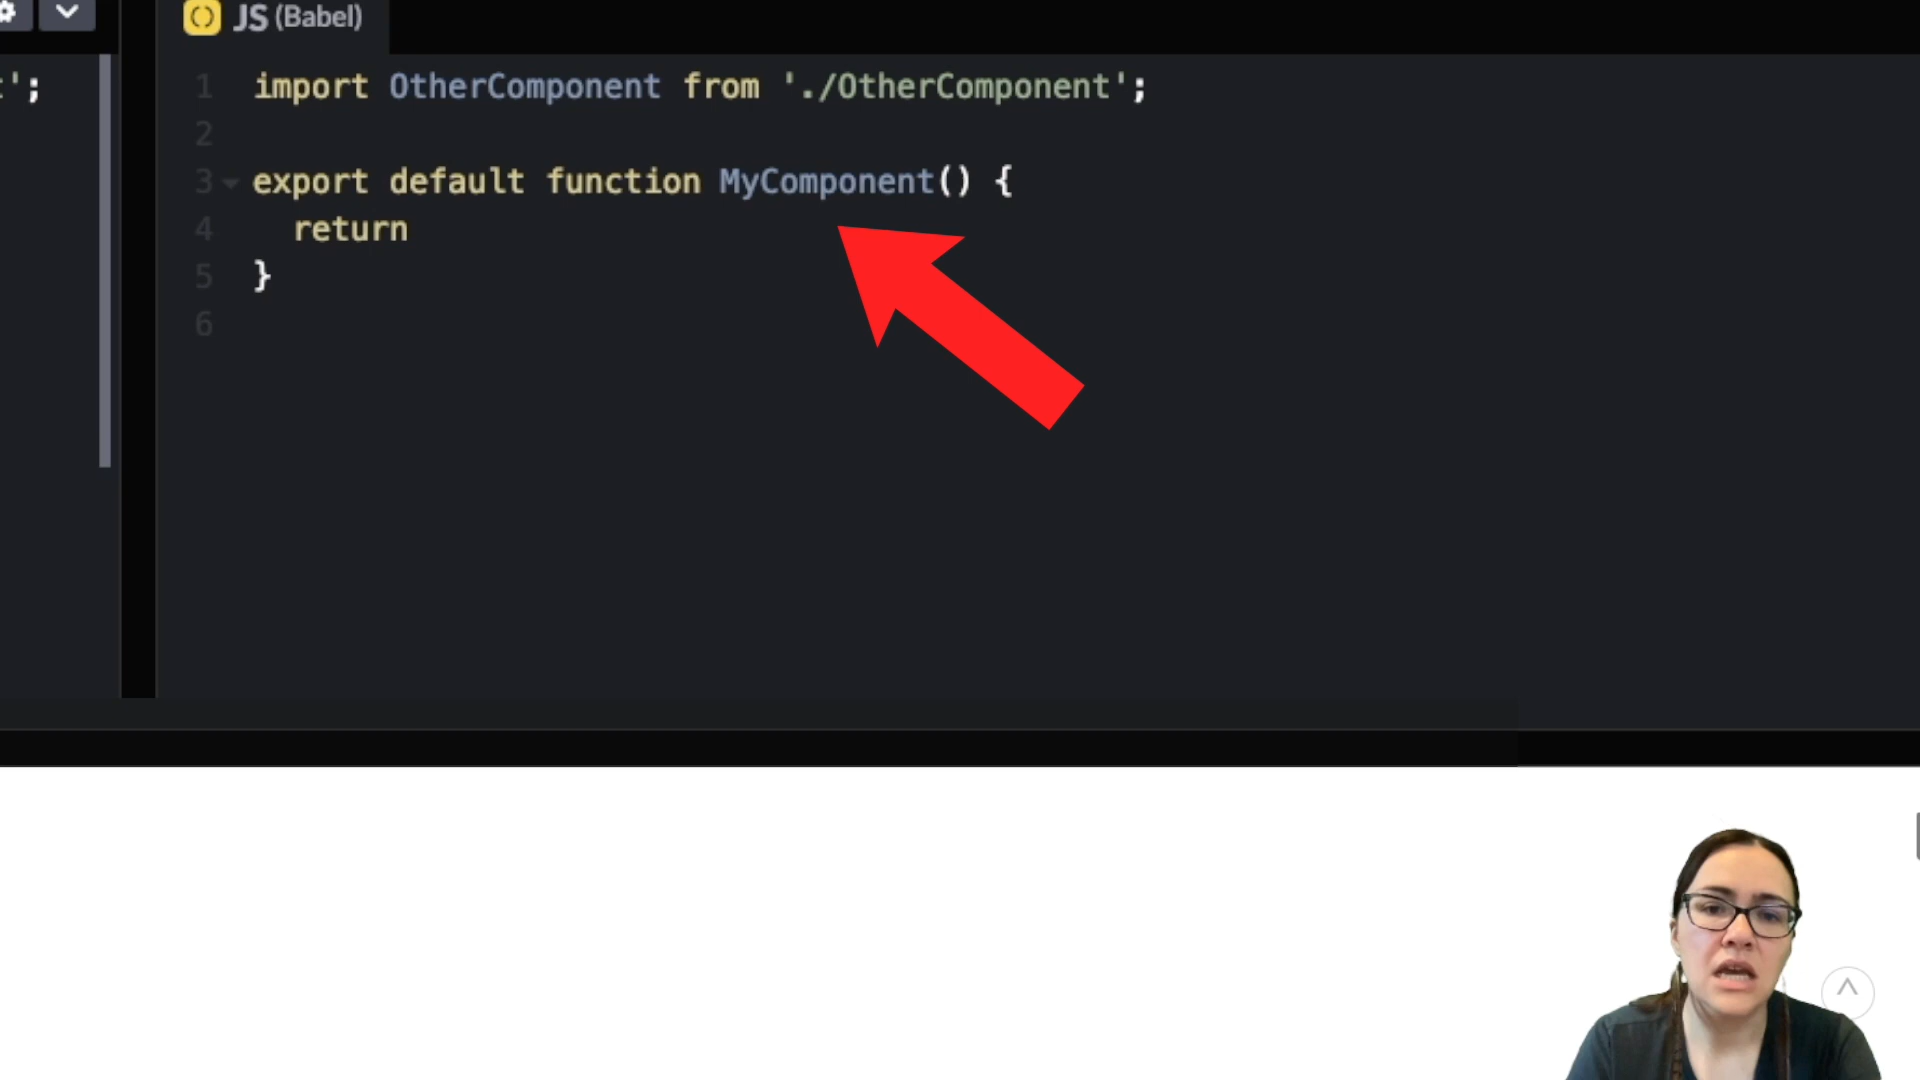 JS (Babel)
';
1 import OtherComponent from './OtherComponent';
2
3 export default function MyComponent() {
4 return
5 }
6